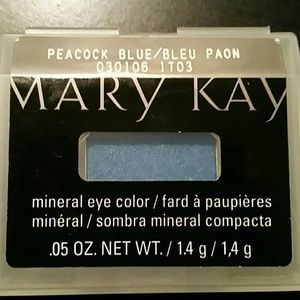 PEACOCK BLUE/BLEU PAON
030106 1T03
MARY KAY
mineral eye color / fard à paupières
minéral / sombra mineral compacta
.05 OZ. NET WT. / 1.4 g / 1,4 g